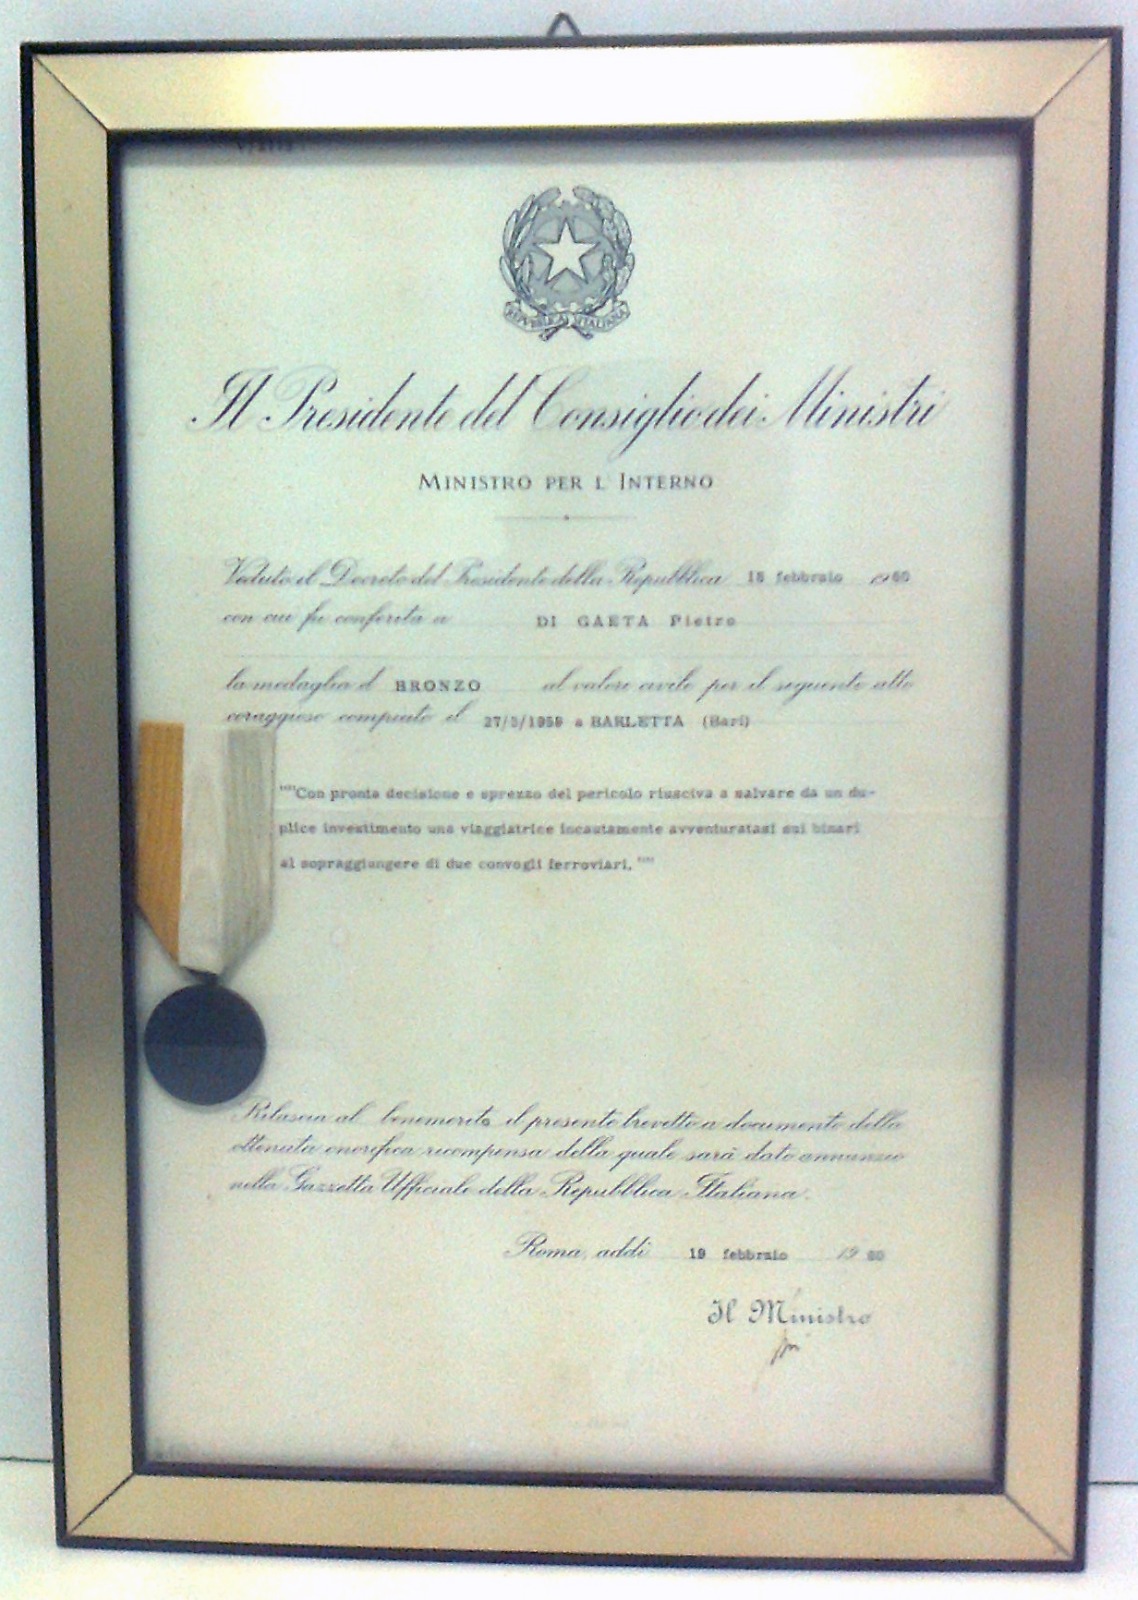 REPVBBLICA ITALIANA
Il Presidente del Consiglio dei Ministri
MINISTRO PER L'INTERNO
Veduto il Decreto del Presidente della Repubblica 18 febbraio 1960
con cui fu conferita a DI GAETA Pietro
la medaglia d BRONZO al valore civile per il seguente atto
coraggioso compiuto il 27/3/1959 a BARLETTA (Bari)
""Con pronta decisione e sprezzo del pericolo riusciva a salvare da un du-
plice investimento una viaggiatrice incautamente avventuratasi sui binari
al sopraggiungere di due convogli ferroviari.""
Rilascia al benemerito il presente brevetto a documento della
ottenuta onorifica ricompensa della quale sarà dato annunzio
nella Gazzetta Ufficiale della Repubblica Italiana.
Roma, addì 19 febbraio 1960
Il Ministro